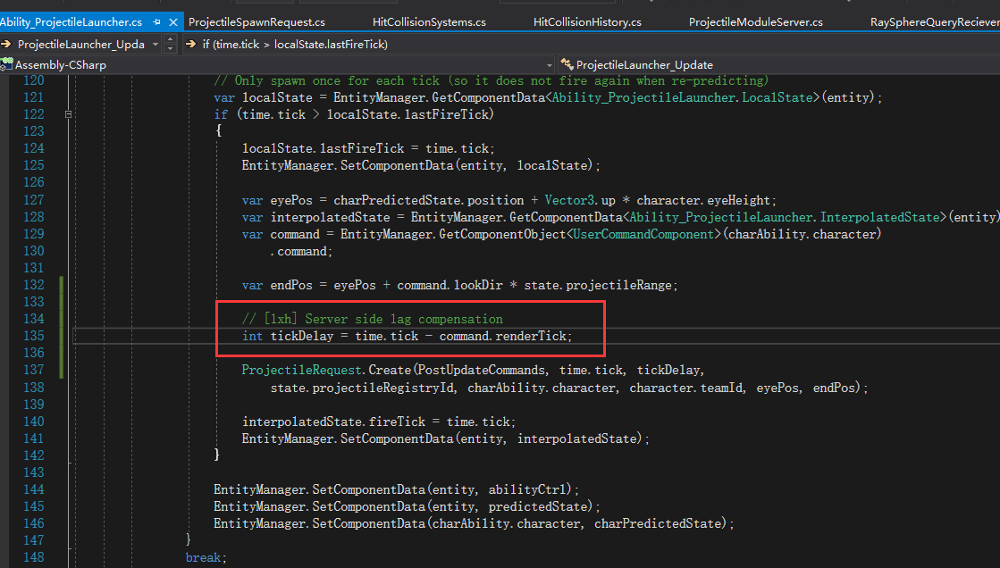 Ability_ProjectileLauncher.cs ProjectileSpawnRequest.cs HitCollisionSystems.cs HitCollisionHistory.cs ProjectileModuleServer.cs RaySphereQueryReciever
ProjectileLauncher_Upda if (time.tick > localState.lastFireTick)
Assembly-CSharp ProjectileLauncher_Update
120 // Only spawn once for each tick (so it does not fire again when re-predicting)
121 var localState = EntityManager.GetComponentData<Ability_ProjectileLauncher.LocalState>(entity);
122 if (time.tick > localState.lastFireTick)
123 {
124 localState.lastFireTick = time.tick;
125 EntityManager.SetComponentData(entity, localState);
126
127 var eyePos = charPredictedState.position + Vector3.up * character.eyeHeight;
128 var interpolatedState = EntityManager.GetComponentData<Ability_ProjectileLauncher.InterpolatedState>(entity)
129 var command = EntityManager.GetComponentObject<UserCommandComponent>(charAbility.character)
130 .command;
131
132 var endPos = eyePos + command.lookDir * state.projectileRange;
133
134 // [lxh] Server side lag compensation
135 int tickDelay = time.tick - command.renderTick;
136
137 ProjectileRequest.Create(PostUpdateCommands, time.tick, tickDelay,
138 state.projectileRegistryId, charAbility.character, character.teamId, eyePos, endPos);
139
140 interpolatedState.fireTick = time.tick;
141 EntityManager.SetComponentData(entity, interpolatedState);
142 }
143
144 EntityManager.SetComponentData(entity, abilityCtrl);
145 EntityManager.SetComponentData(entity, predictedState);
146 EntityManager.SetComponentData(charAbility.character, charPredictedState);
147 }
148 break;